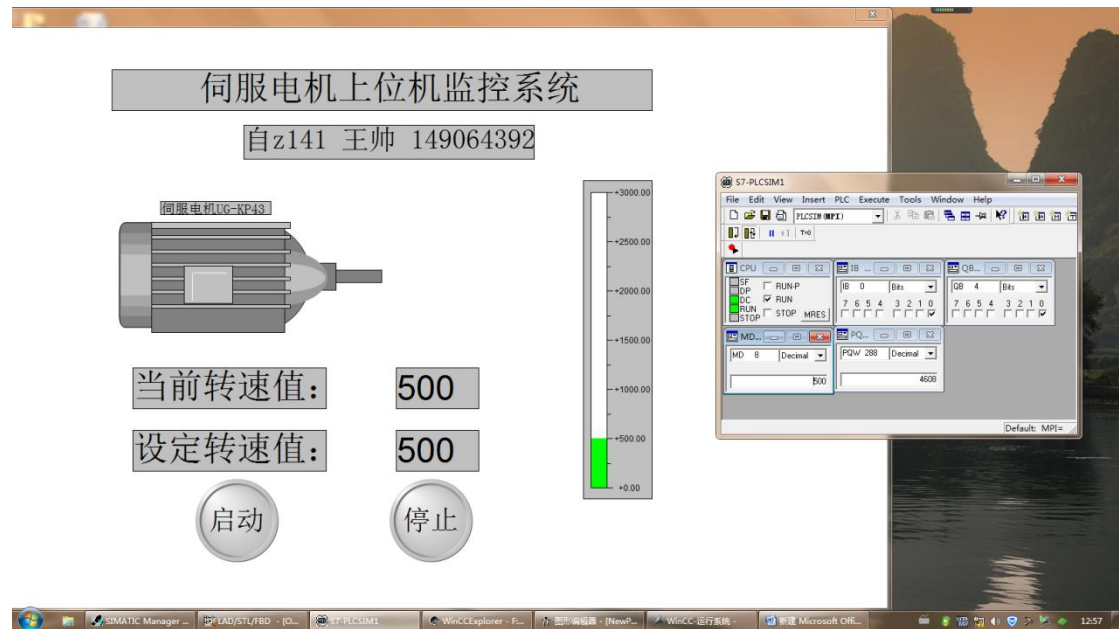 伺服电机上位机监控系统
自z141 王帅 149064392
伺服电机UG-KP43
当前转速值: 500
设定转速值: 500
启动 停止
+3000.00
+2500.00
+2000.00
+1500.00
+1000.00
+500.00
+0.00
S7-PLCSIM1
File Edit View Insert PLC Execute Tools Window Help
PLCSIM(MPI)
+1 T=0
CPU IB ... QB...
SF
DP
DC
RUN
STOP
RUN-P
RUN
STOP MRES
IB 0 Bits
7 6 5 4 3 2 1 0
QB 4 Bits
7 6 5 4 3 2 1 0
MD... PQ...
MD 8 Decimal
500
PQW 288 Decimal
4608
Default: MPI=
SIMATIC Manager ... LAD/STL/FBD - [O... S7-PLCSIM1 WinCCExplorer - F:... 图形编辑器 - [NewP... WinCC-运行系统 - 新建 Microsoft Offi... 12:57